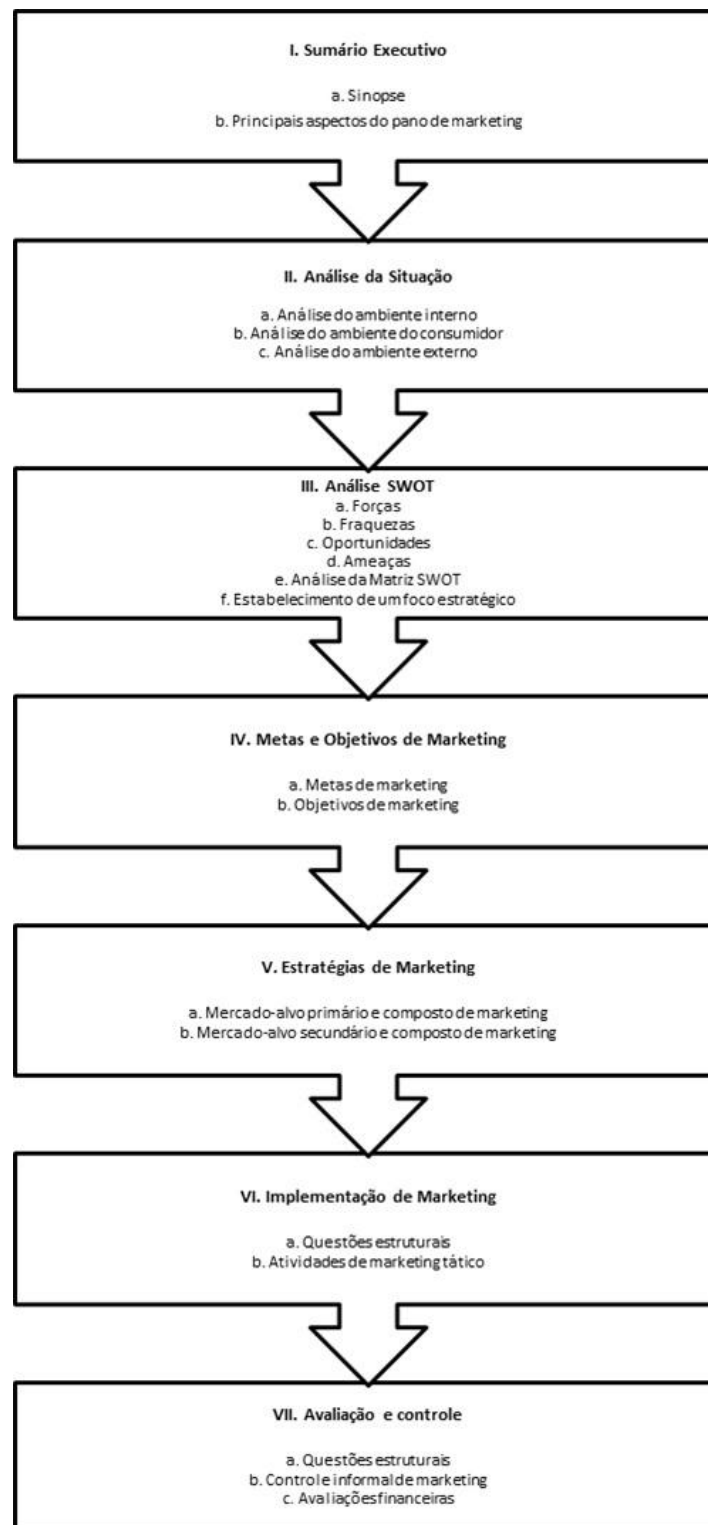 I. Sumário Executivo
a. Sinopse
b. Principais aspectos do pano de marketing
II. Análise da Situação
a. Análise do ambiente interno
b. Análise do ambiente do consumidor
c. Análise do ambiente externo
III. Análise SWOT
a. Forças
b. Fraquezas
c. Oportunidades
d. Ameaças
e. Análise da Matriz SWOT
f. Estabelecimento de um foco estratégico
IV. Metas e Objetivos de Marketing
a. Metas de marketing
b. Objetivos de marketing
V. Estratégias de Marketing
a. Mercado-alvo primário e composto de marketing
b. Mercado-alvo secundário e composto de marketing
VI. Implementação de Marketing
a. Questões estruturais
b. Atividades de marketing tático
VII. Avaliação e controle
a. Questões estruturais
b. Controle informal de marketing
c. Avaliações financeiras